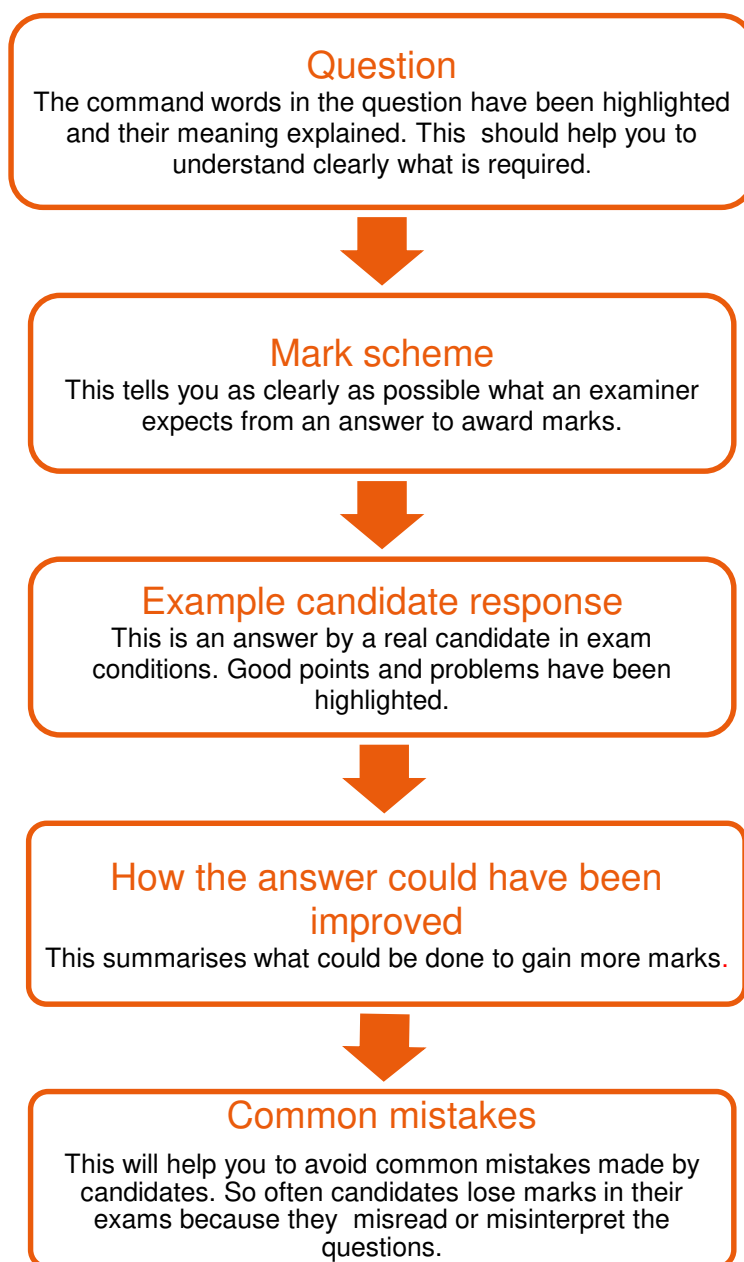 Question
The command words in the question have been highlighted
and their meaning explained. This  should help you to
understand clearly what is required.
Mark scheme
This tells you as clearly as possible what an examiner
expects from an answer to award marks.
Example candidate response
This is an answer by a real candidate in exam
conditions. Good points and problems have been
highlighted.
How the answer could have been
improved
This summarises what could be done to gain more marks.
Common mistakes
This will help you to avoid common mistakes made by
candidates. So often candidates lose marks in their
exams because they  misread or misinterpret the
questions.